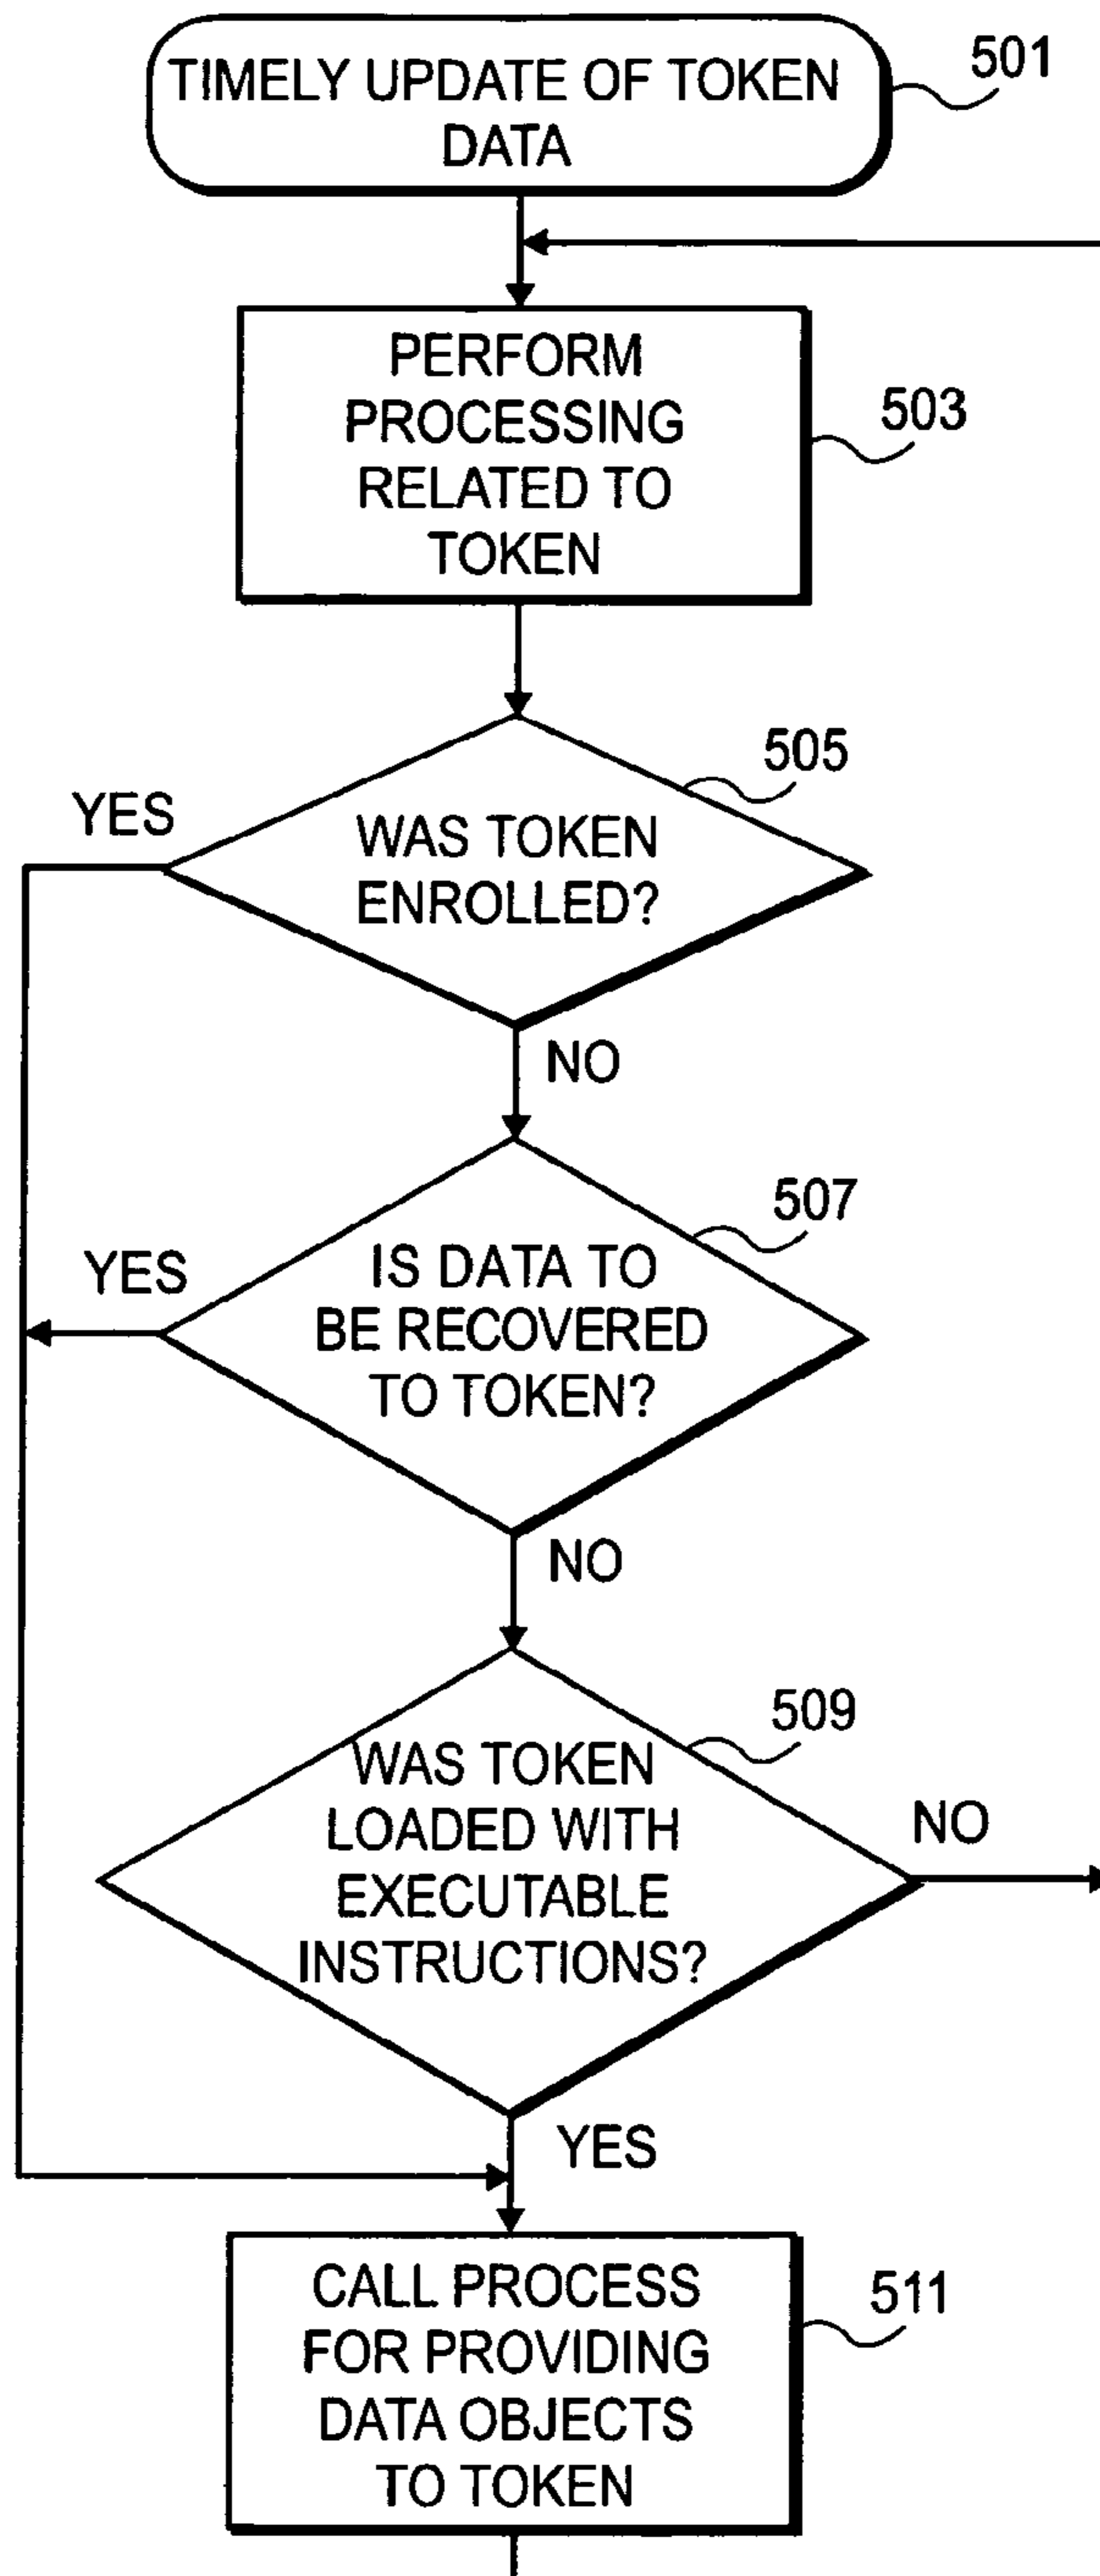 TIMELY UPDATE OF TOKEN
DATA
501
PERFORM
PROCESSING
RELATED TO
TOKEN
503
505
YES
WAS TOKEN
ENROLLED?
NO
507
YES
IS DATA TO
BE RECOVERED
TO TOKEN?
NO
509
WAS TOKEN
LOADED WITH
EXECUTABLE
INSTRUCTIONS?
NO
YES
CALL PROCESS
FOR PROVIDING
DATA OBJECTS
TO TOKEN
511